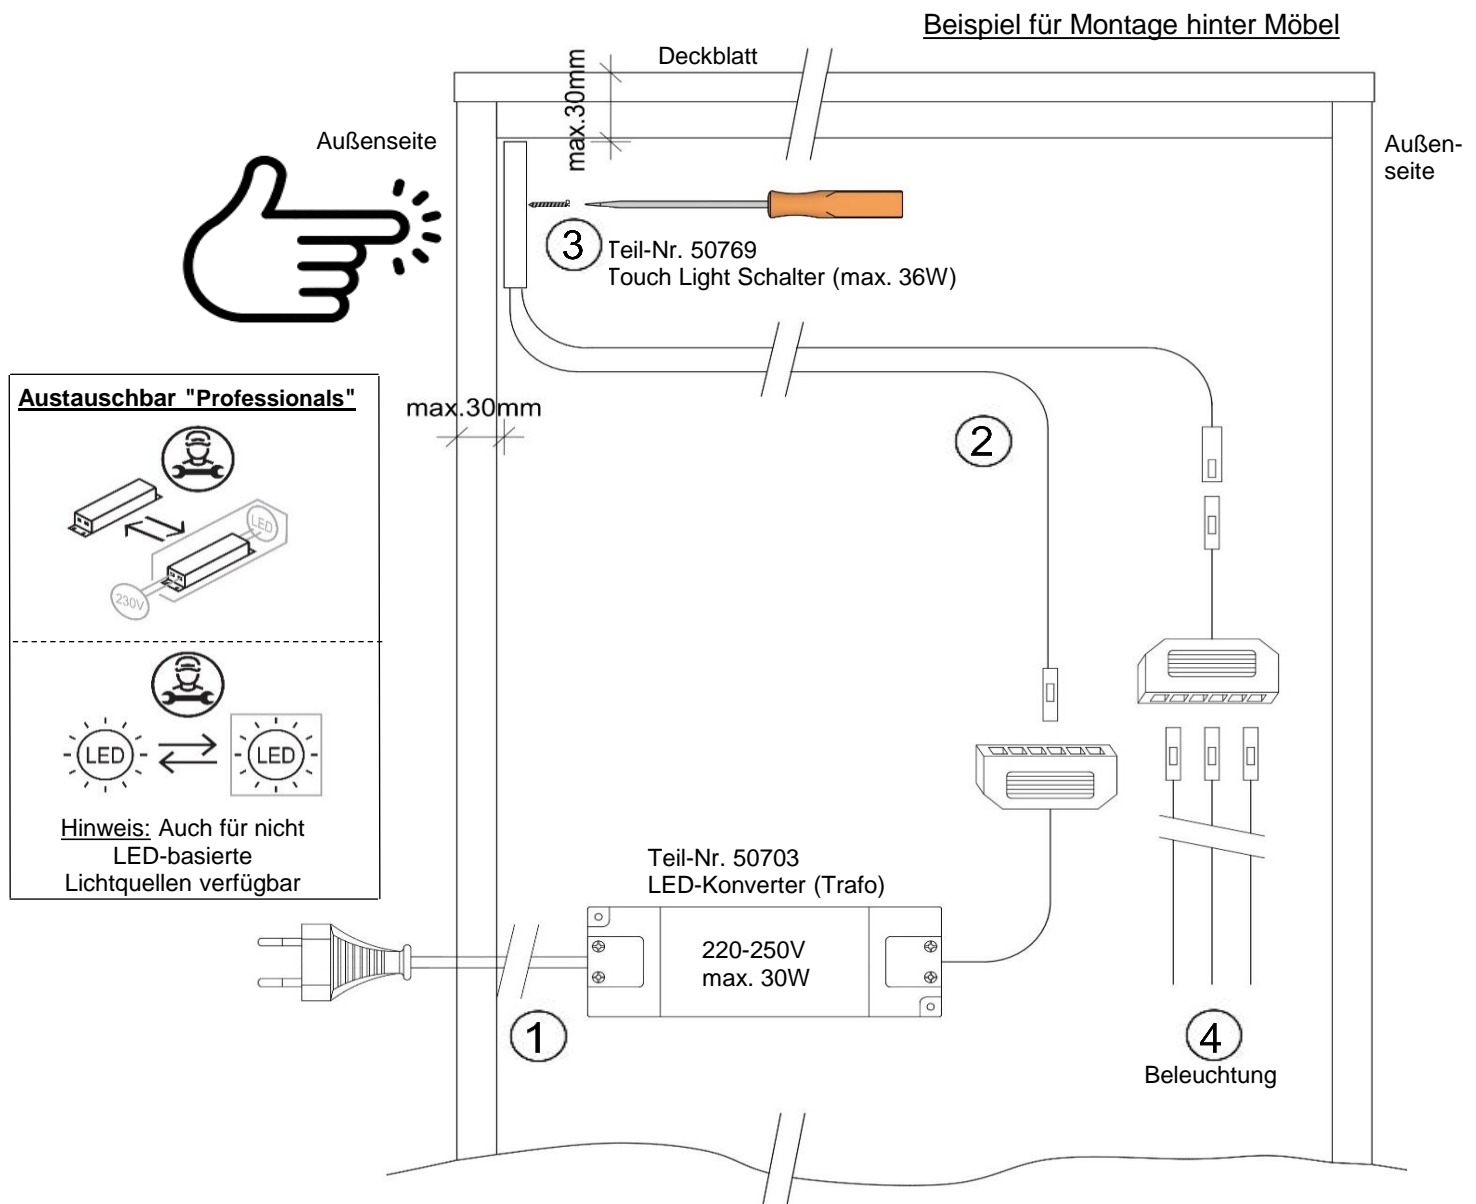 Beispiel für Montage hinter Möbel
Deckblatt
max.30mm
Außenseite
Außen-
seite
3
Teil-Nr. 50769
Touch Light Schalter (max. 36W)
Austauschbar "Professionals"
LED
230V
LED
LED
Hinweis: Auch für nicht
LED-basierte
Lichtquellen verfügbar
max.30mm
2
Teil-Nr. 50703
LED-Konverter (Trafo)
220-250V
max. 30W
1
4
Beleuchtung